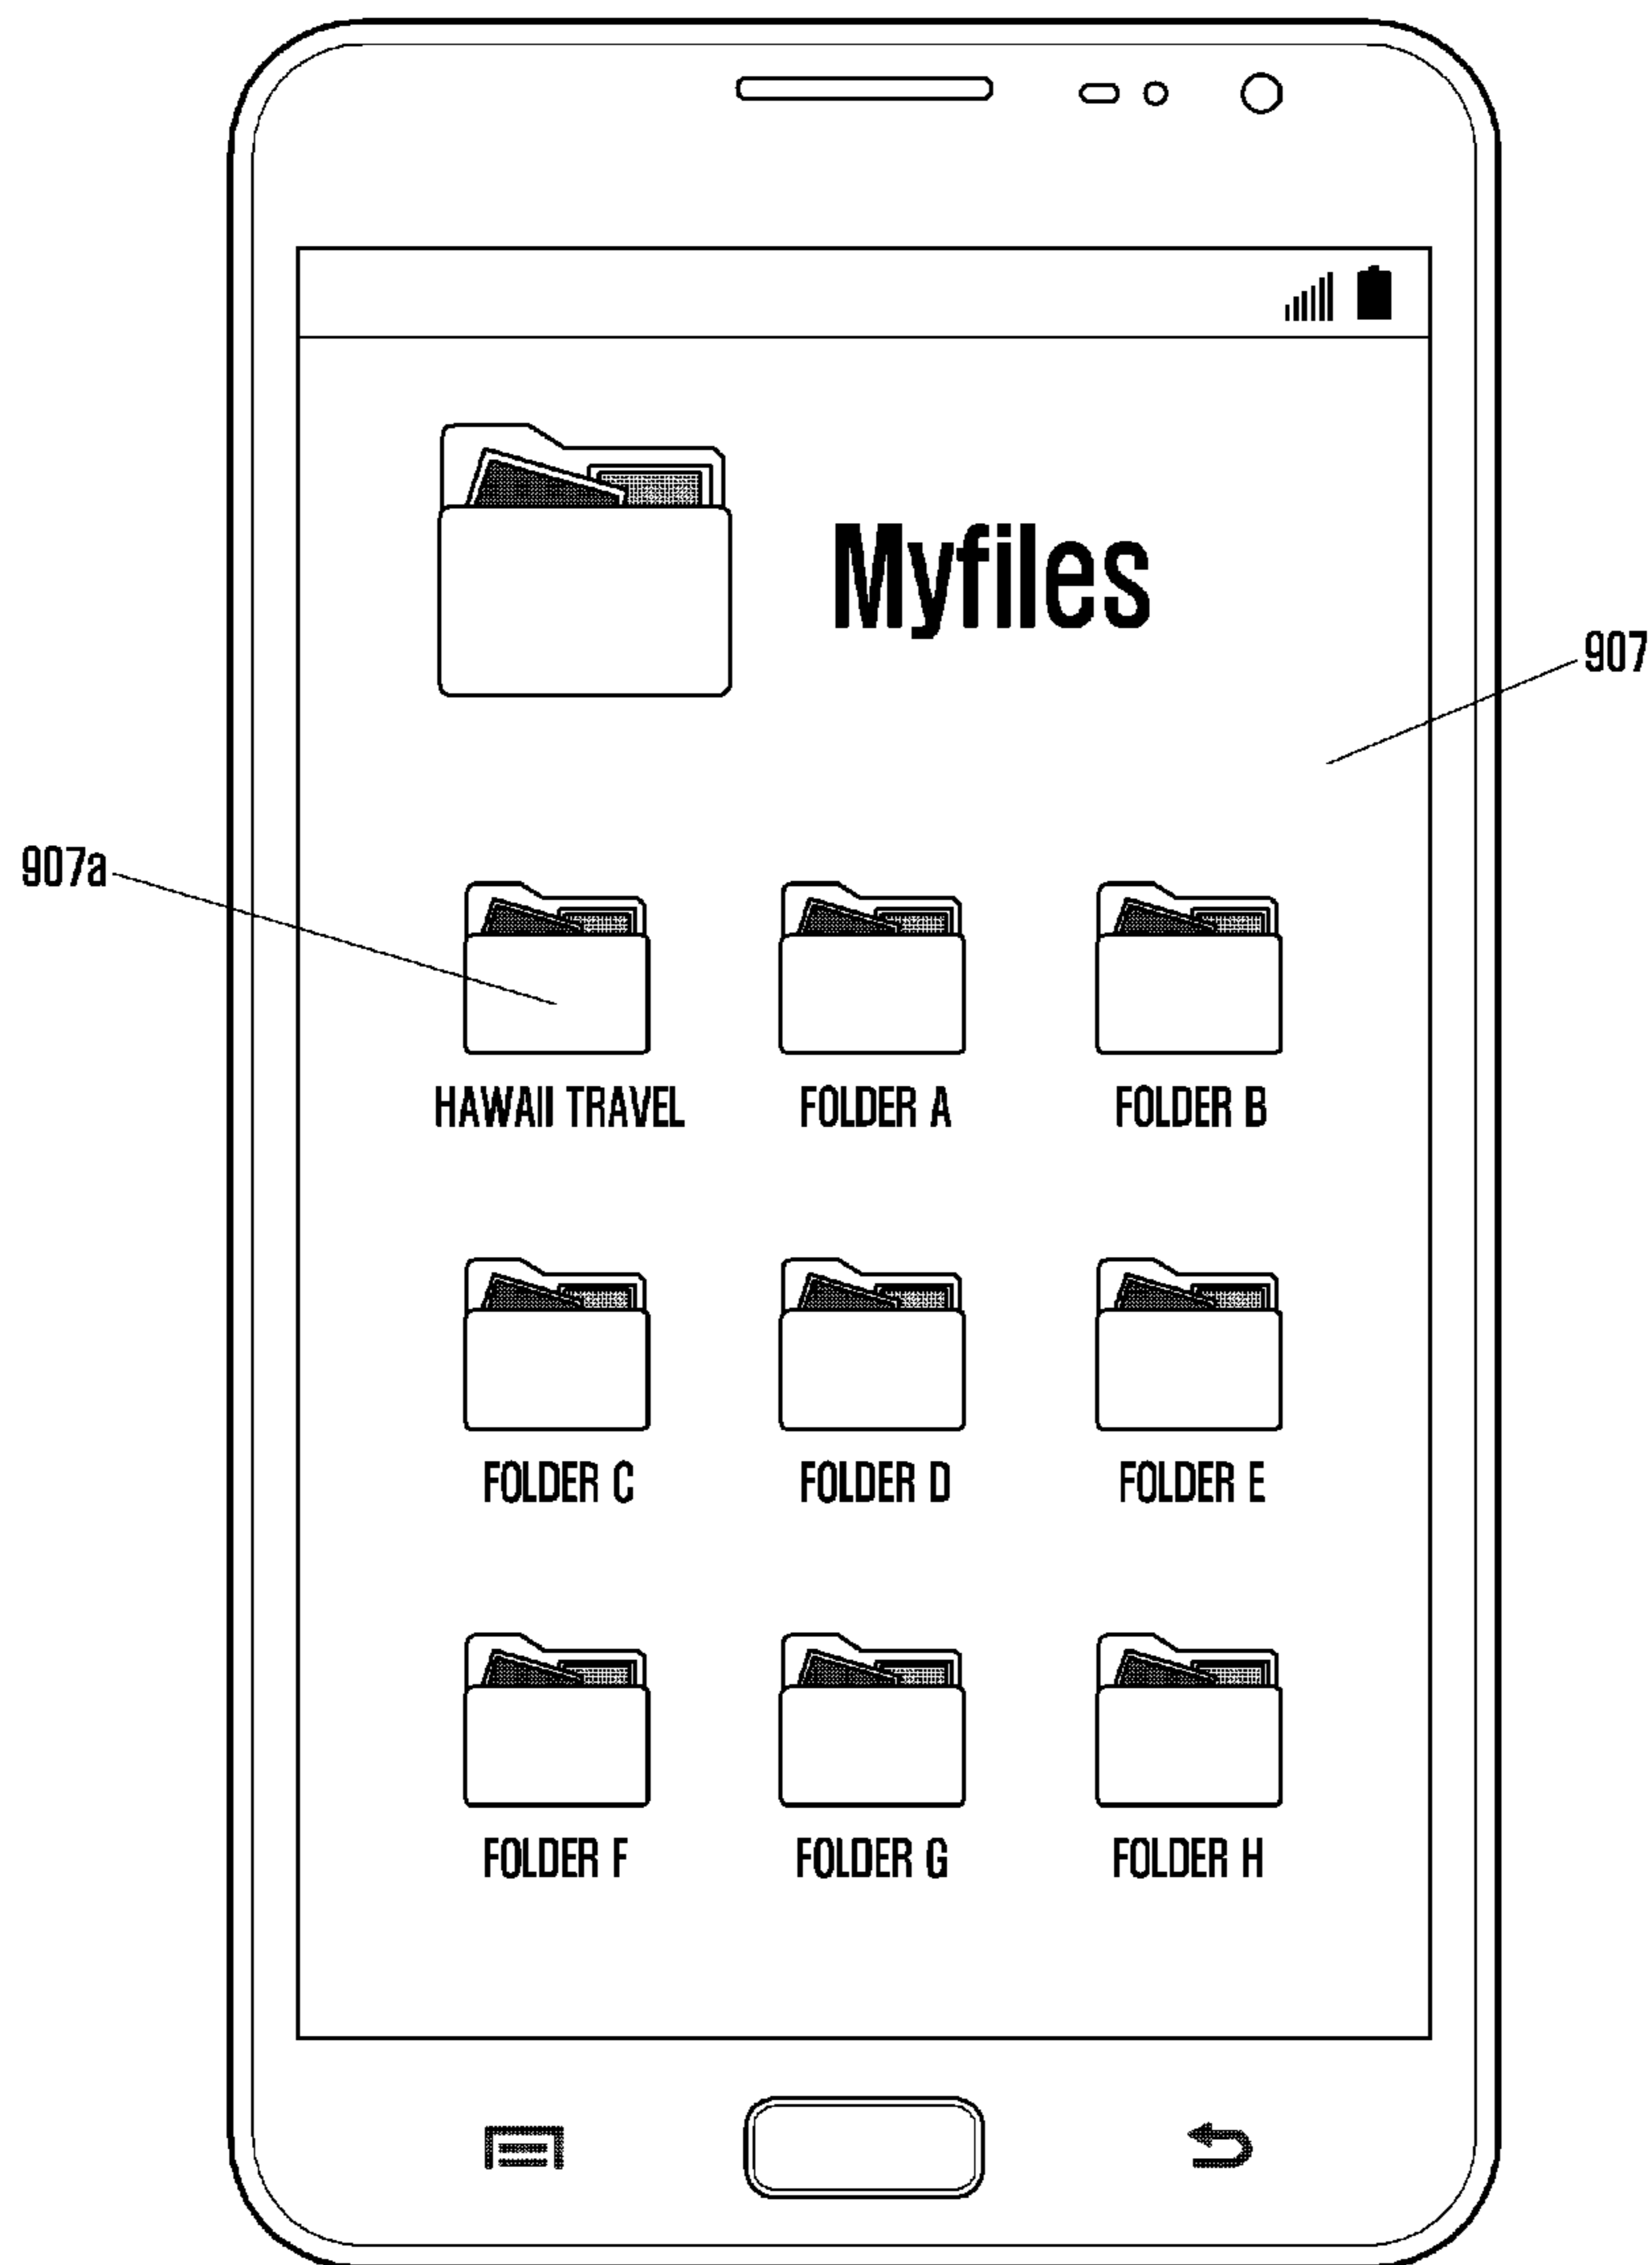 Myfiles
907
907a
HAWAII TRAVEL FOLDER A FOLDER B
FOLDER C FOLDER D FOLDER E
FOLDER F FOLDER G FOLDER H